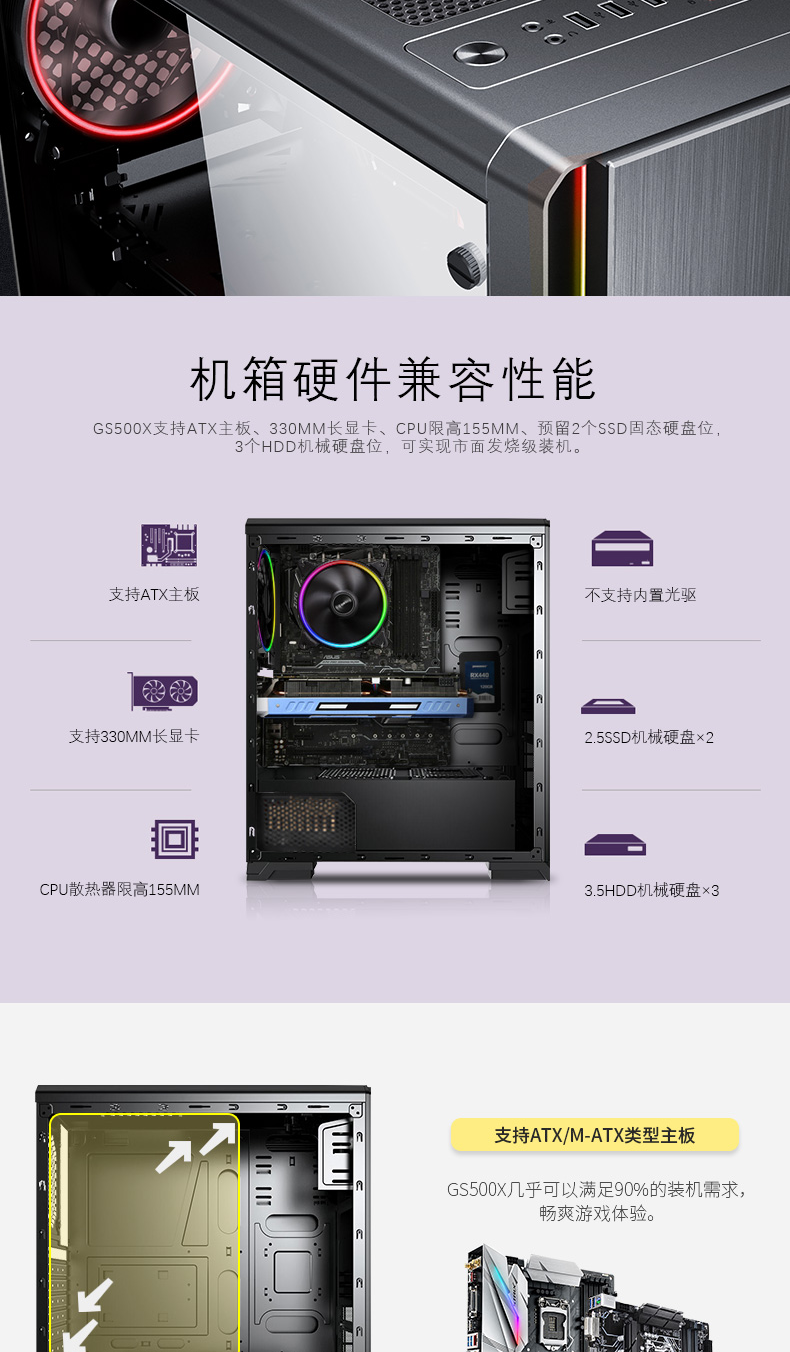 机箱硬件兼容性能
GS500X支持ATX主板、330MM长显卡、CPU限高155MM、预留2个SSD固态硬盘位，
3个HDD机械硬盘位，可实现市面发烧级装机。
支持ATX主板
不支持内置光驱
支持330MM长显卡
2.5SSD机械硬盘×2
CPU散热器限高155MM
3.5HDD机械硬盘×3
RX440
支持ATX/M-ATX类型主板
GS500X几乎可以满足90%的装机需求，
畅爽游戏体验。